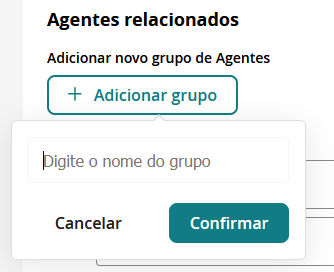 Agentes relacionados
Adicionar novo grupo de Agentes
+ Adicionar grupo
Digite o nome do grupo
Cancelar
Confirmar